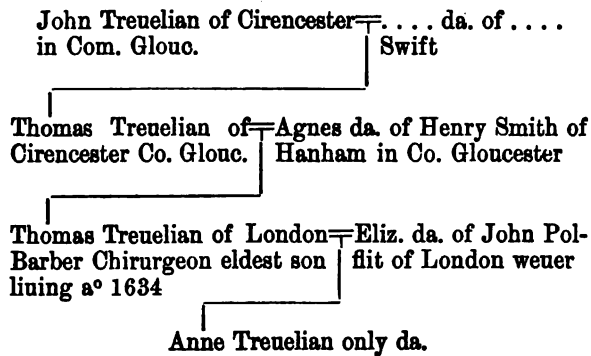 John Treuelian of Cirencester=.... da. of ....
in Com. Glouc. Swift
Thomas Treuelian of=Agnes da. of Henry Smith of
Cirencester Co. Glouc. Hanham in Co. Gloucester
Thomas Treuelian of London=Eliz. da. of John Pol-
Barber Chirurgeon eldest son flit of London weuer
liuing aº 1634
Anne Treuelian only da.